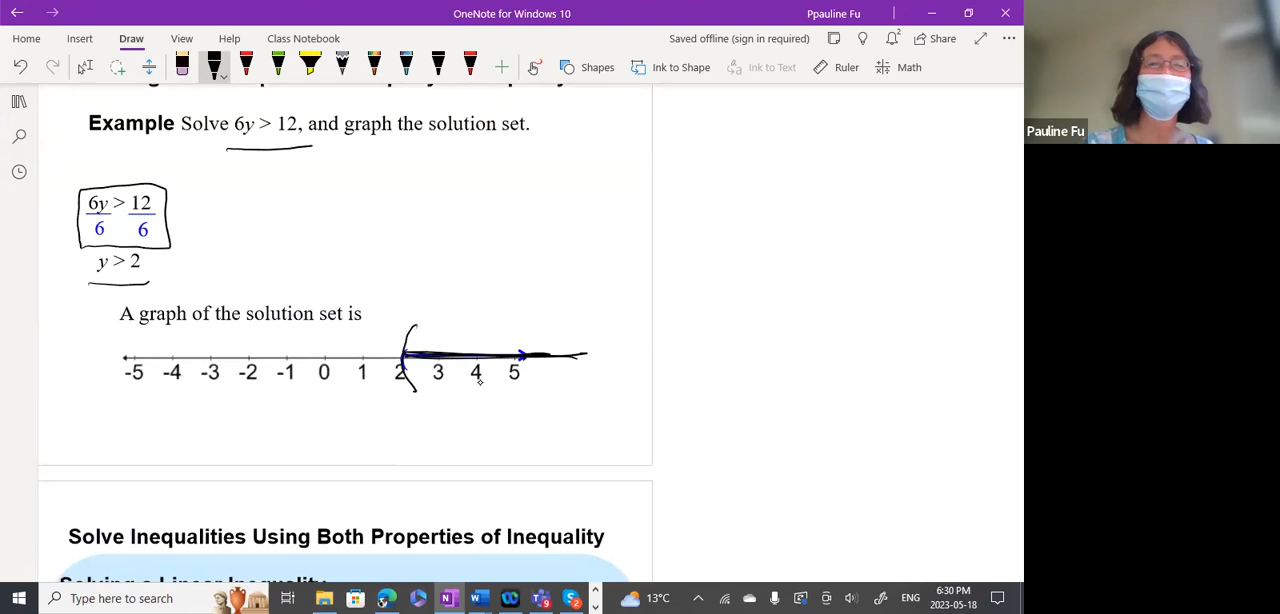 OneNote for Windows 10
Ppauline Fu
Home Insert Draw View Help Class Notebook
Saved offline (sign in required)
Share
Shapes Ink to Shape Ink to Text Ruler Math
Example Solve 6y > 12, and graph the solution set.
6y > 12
6 6
y > 2
A graph of the solution set is
-5 -4 -3 -2 -1 0 1 2 3 4 5
Solve Inequalities Using Both Properties of Inequality
Solving a Linear Inequality
Pauline Fu
Type here to search
13°C
ENG
6:30 PM
2023-05-18